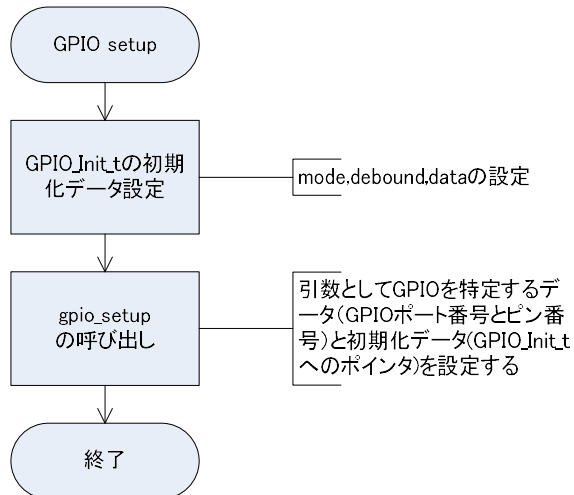 GPIO setup
GPIO_Init_tの初期
化データ設定
mode,debound,dataの設定
gpio_setup
の呼び出し
引数としてGPIOを特定するデ
ータ(GPIOポート番号とピン番
号)と初期化データ(GPIO_Init_t
へのポインタ)を設定する
終了